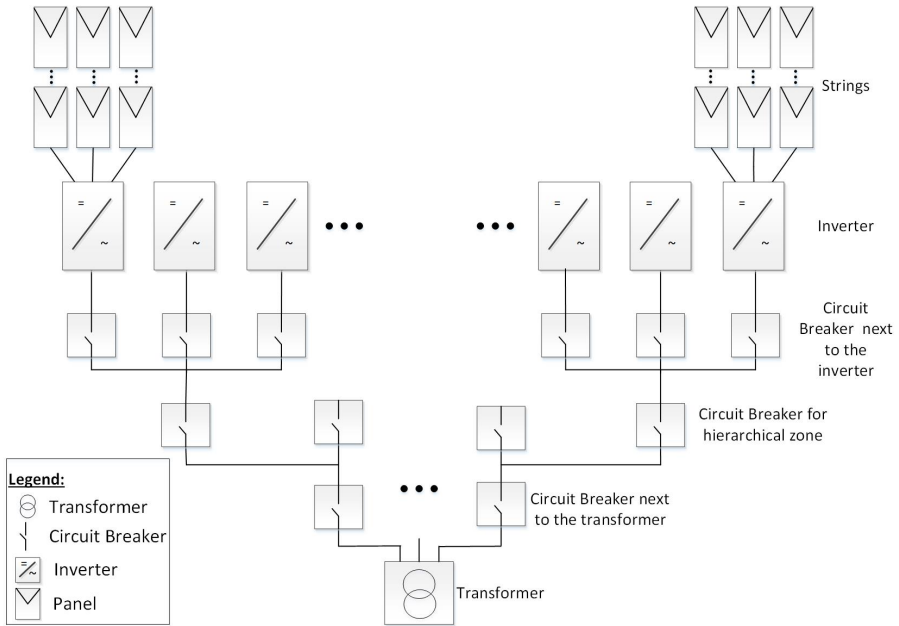 Strings
=
~
=
~
=
~
=
~
=
~
=
~
Inverter
Circuit
Breaker next
to the
inverter
Circuit Breaker for
hierarchical zone
Circuit Breaker next
to the transformer
Transformer
Legend:
Transformer
Circuit Breaker
=
~
Inverter
Panel